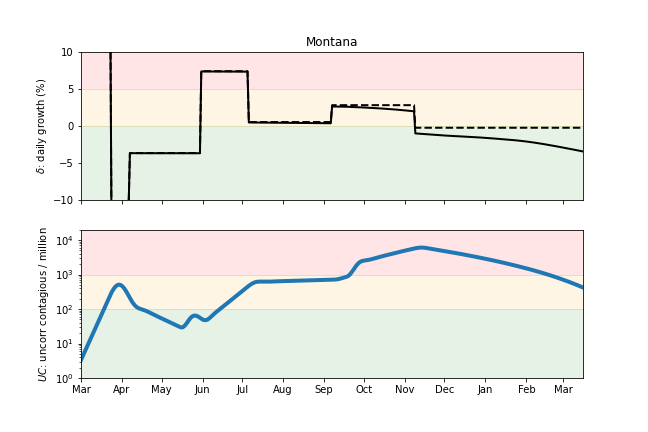 Montana
δ: daily growth (%)
10
5
0
−5
−10
UC: uncorr contagious / million
10⁴
10³
10²
10¹
10⁰
Mar Apr May Jun Jul Aug Sep Oct Nov Dec Jan Feb Mar